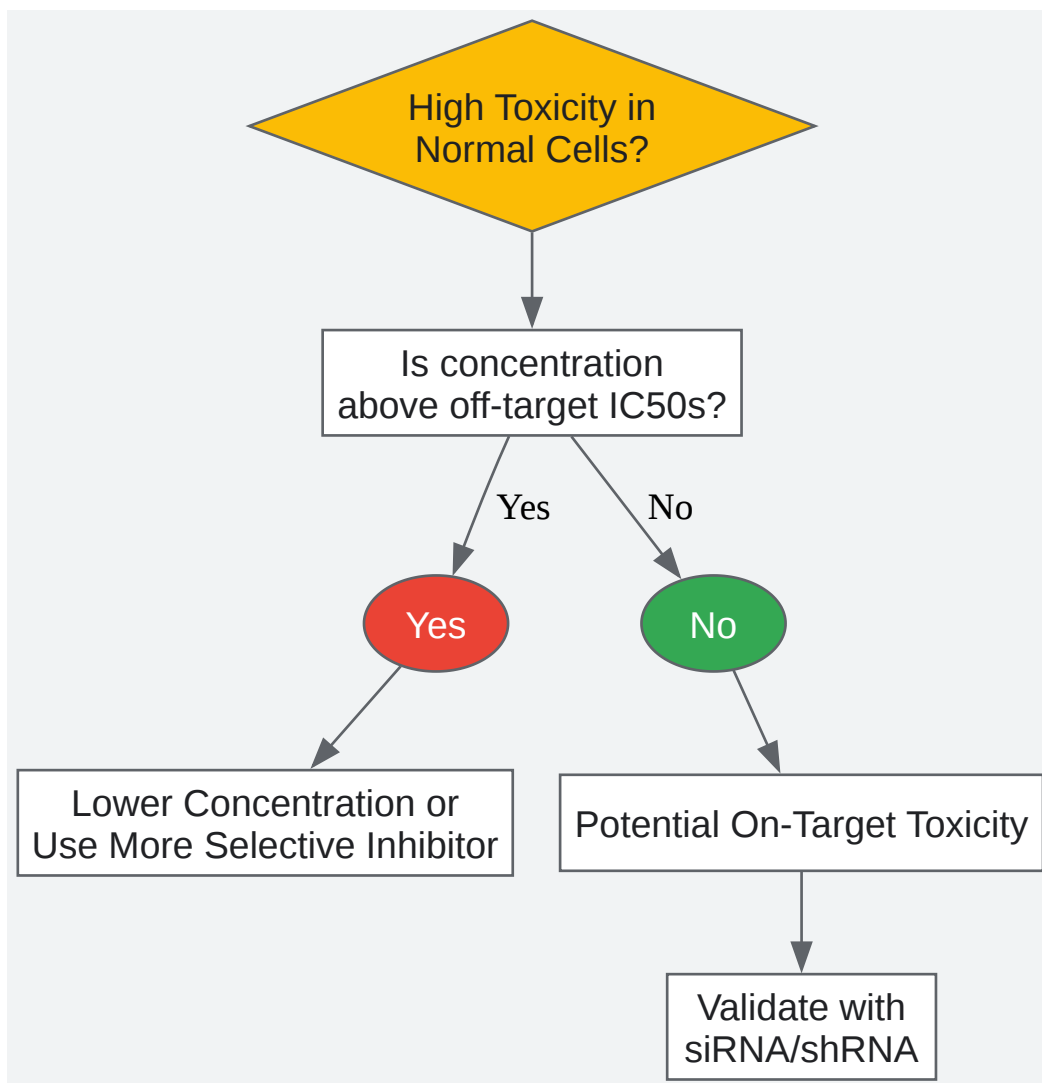 High Toxicity in
Normal Cells?
Is concentration
above off-target IC50s?
Yes
No
Yes
No
Lower Concentration or
Use More Selective Inhibitor
Potential On-Target Toxicity
Validate with
siRNA/shRNA